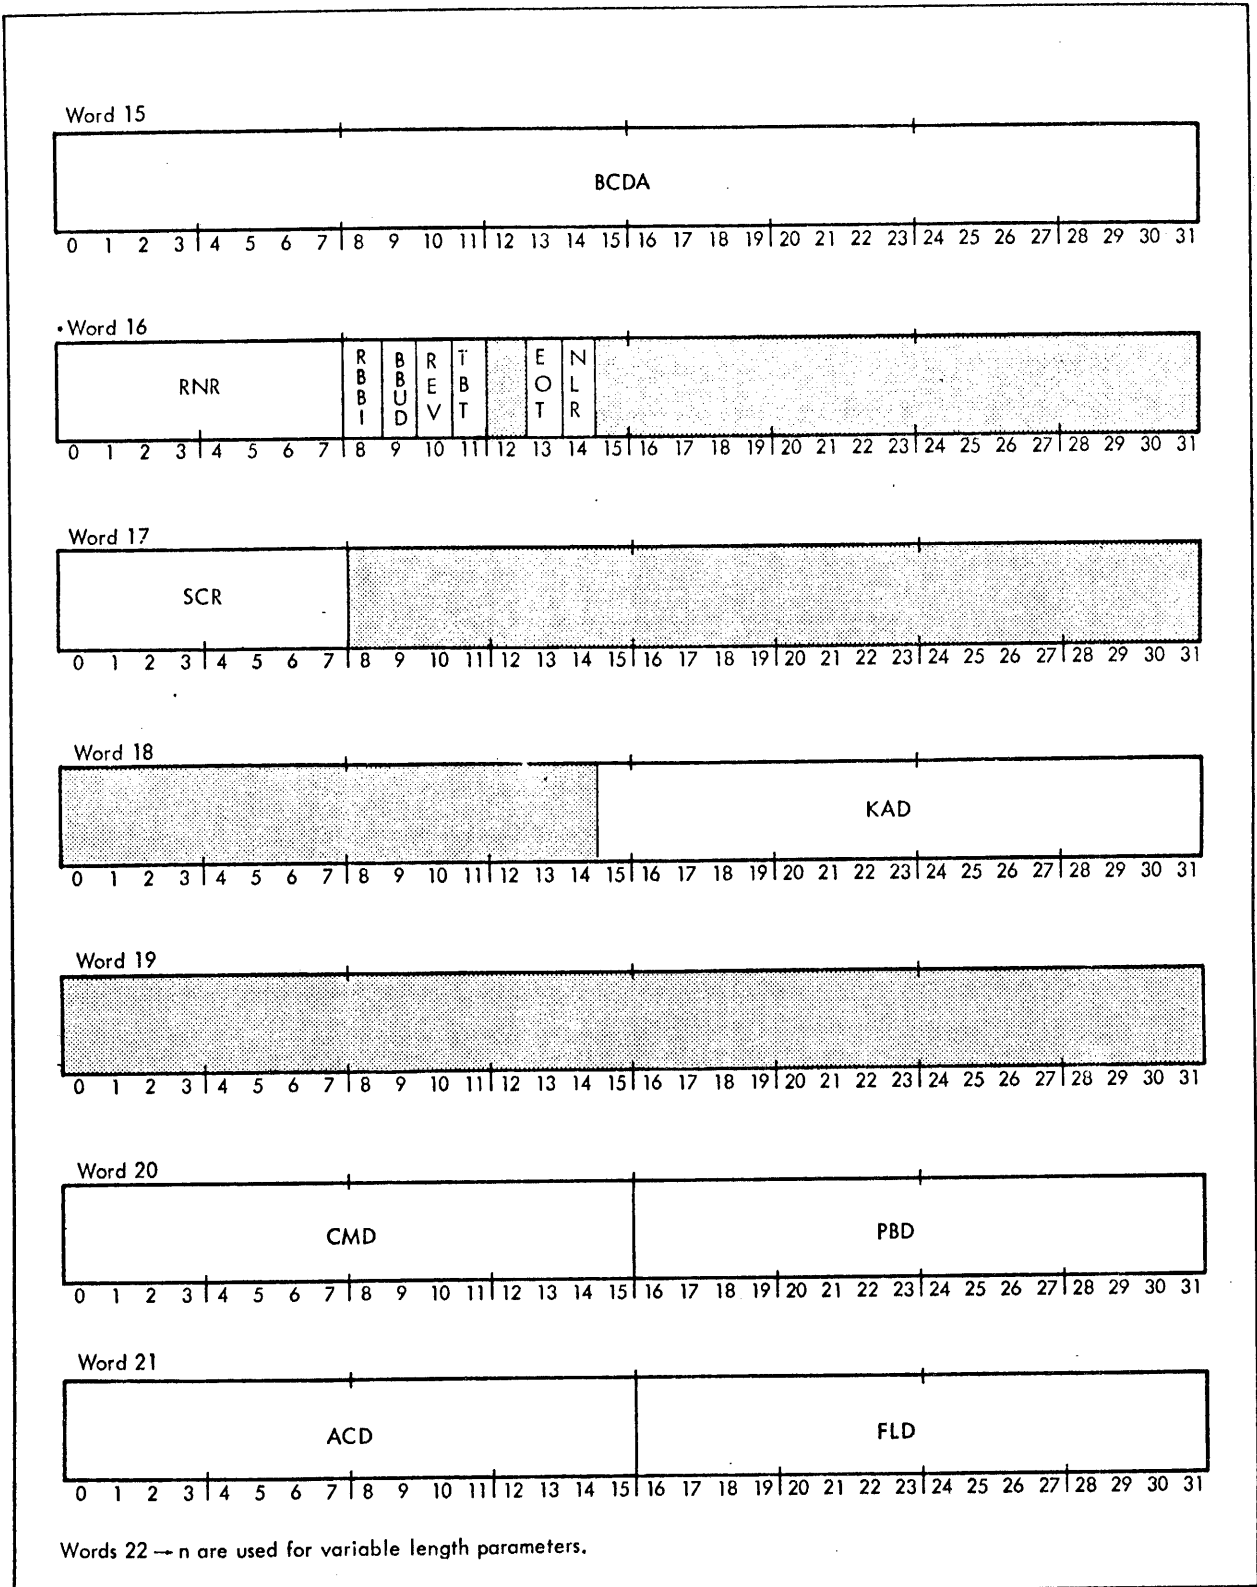 Word 15
BCDA
0 1 2 3 4 5 6 7 8 9 10 11 12 13 14 15 16 17 18 19 20 21 22 23 24 25 26 27 28 29 30 31
Word 16
RNR RBBI BBUD REV TBT EOT NLR
0 1 2 3 4 5 6 7 8 9 10 11 12 13 14 15 16 17 18 19 20 21 22 23 24 25 26 27 28 29 30 31
Word 17
SCR
0 1 2 3 4 5 6 7 8 9 10 11 12 13 14 15 16 17 18 19 20 21 22 23 24 25 26 27 28 29 30 31
Word 18
KAD
0 1 2 3 4 5 6 7 8 9 10 11 12 13 14 15 16 17 18 19 20 21 22 23 24 25 26 27 28 29 30 31
Word 19
0 1 2 3 4 5 6 7 8 9 10 11 12 13 14 15 16 17 18 19 20 21 22 23 24 25 26 27 28 29 30 31
Word 20
CMD PBD
0 1 2 3 4 5 6 7 8 9 10 11 12 13 14 15 16 17 18 19 20 21 22 23 24 25 26 27 28 29 30 31
Word 21
ACD FLD
0 1 2 3 4 5 6 7 8 9 10 11 12 13 14 15 16 17 18 19 20 21 22 23 24 25 26 27 28 29 30 31
Words 22 → n are used for variable length parameters.